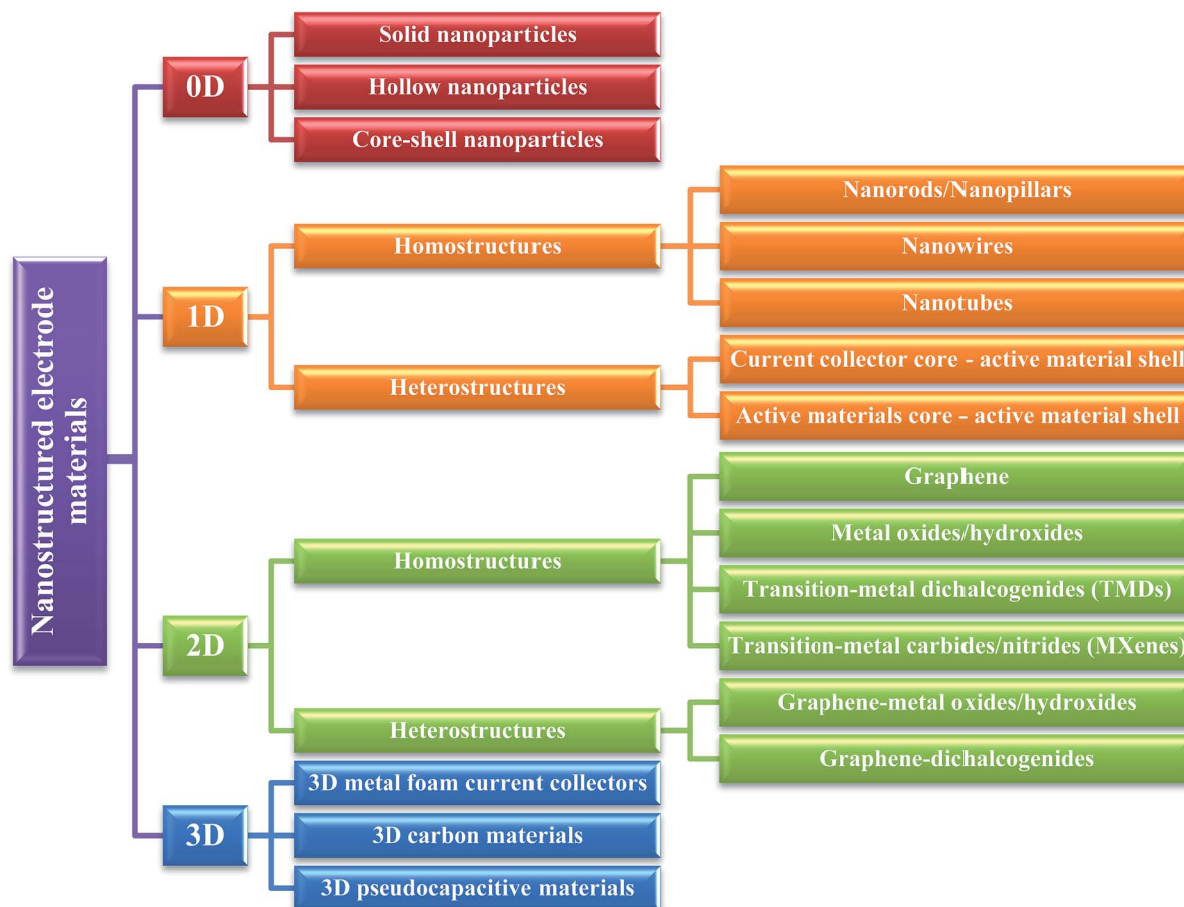 Nanostructured electrode
materials
0D
Solid nanoparticles
Hollow nanoparticles
Core-shell nanoparticles
1D
Homostructures
Nanorods/Nanopillars
Nanowires
Nanotubes
Heterostructures
Current collector core - active material shell
Active materials core - active material shell
2D
Homostructures
Graphene
Metal oxides/hydroxides
Transition-metal dichalcogenides (TMDs)
Transition-metal carbides/nitrides (MXenes)
Heterostructures
Graphene-metal oxides/hydroxides
Graphene-dichalcogenides
3D
3D metal foam current collectors
3D carbon materials
3D pseudocapacitive materials